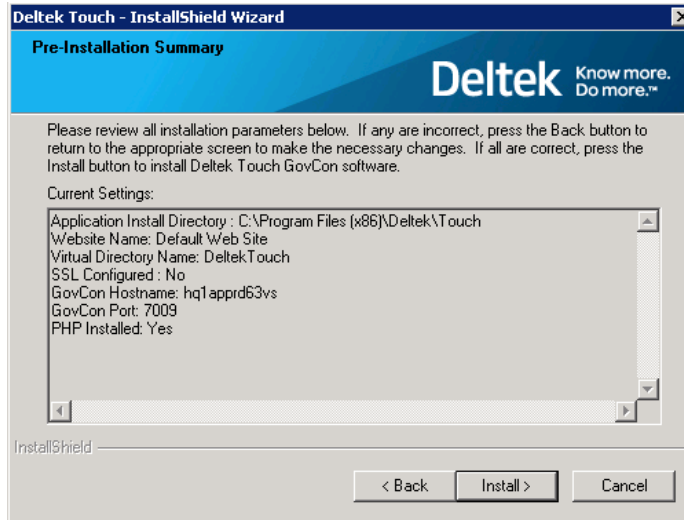 Deltek Touch - InstallShield Wizard
Pre-Installation Summary
Deltek Know more.
Do more.™
Please review all installation parameters below. If any are incorrect, press the Back button to
return to the appropriate screen to make the necessary changes. If all are correct, press the
Install button to install Deltek Touch GovCon software.
Current Settings:
Application Install Directory : C:\Program Files (x86)\Deltek\Touch
Website Name: Default Web Site
Virtual Directory Name: DeltekTouch
SSL Configured : No
GovCon Hostname: hq1apprd63vs
GovCon Port: 7009
PHP Installed: Yes
InstallShield
< Back Install > Cancel